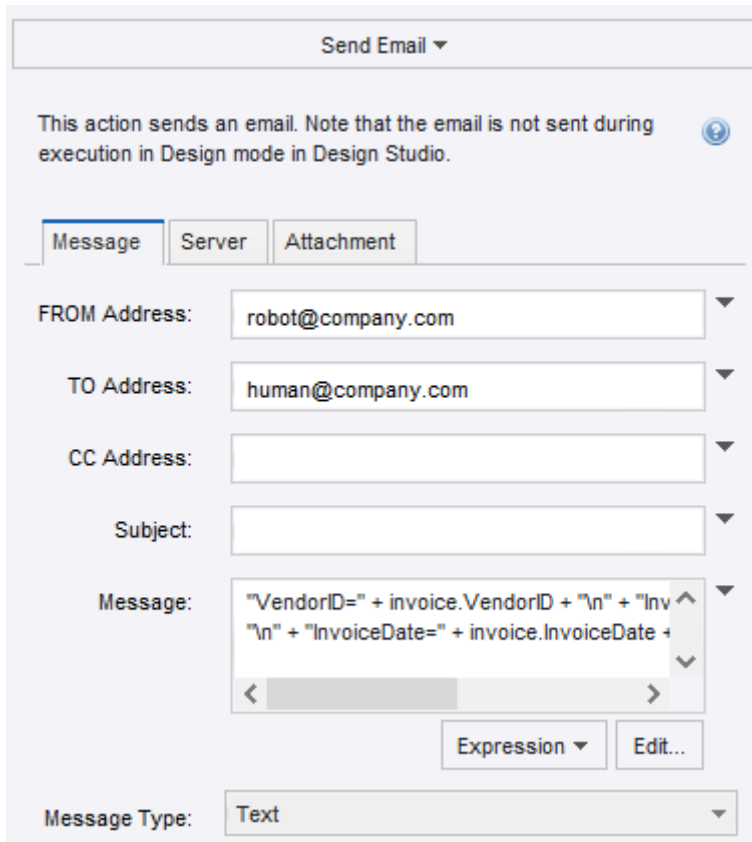 Send Email
This action sends an email. Note that the email is not sent during
execution in Design mode in Design Studio.
Message Server Attachment
FROM Address: robot@company.com
TO Address: human@company.com
CC Address:
Subject:
Message: "VendorID=" + invoice.VendorID + "\n" + "Inv
"\n" + "InvoiceDate=" + invoice.InvoiceDate +
Expression Edit...
Message Type: Text